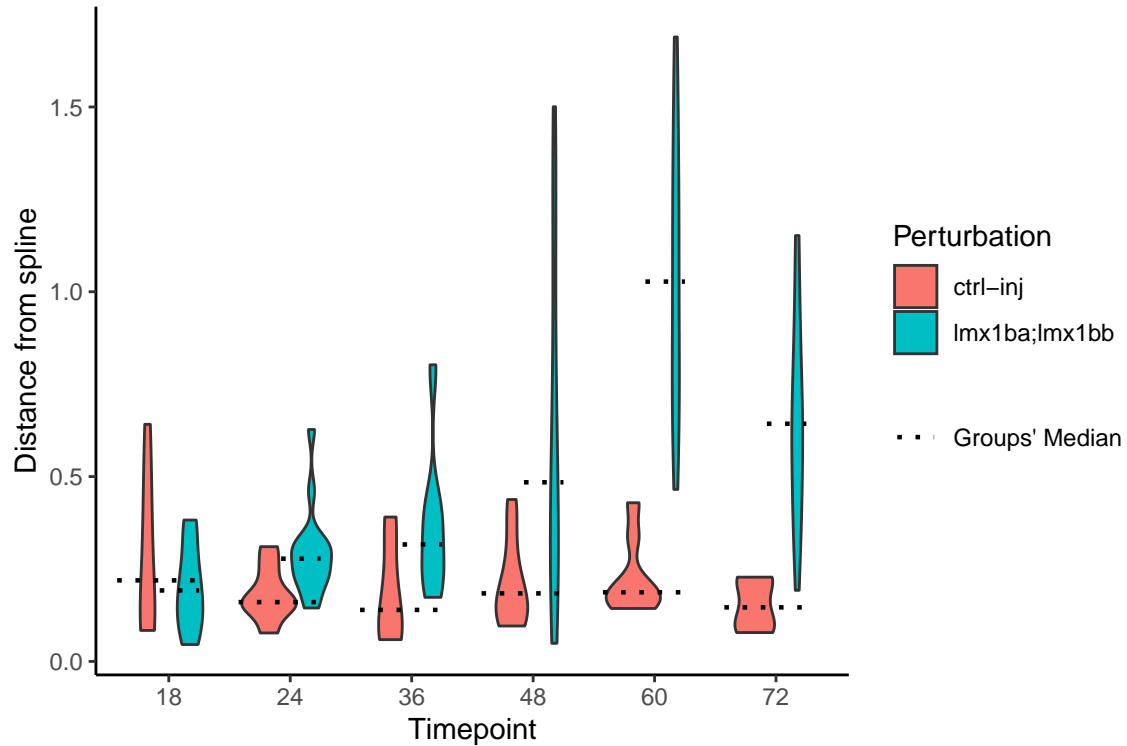 Distance from spline
1.5
1.0
0.5
0.0
18 24 36 48 60 72
Timepoint
Perturbation
ctrl−inj
lmx1ba;lmx1bb
Groups' Median